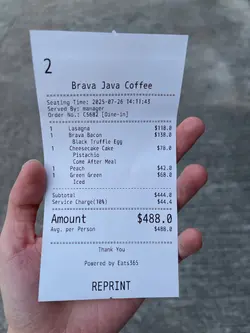 2
Brava Java Coffee
Seating Time: 2025-07-26 14:11:43
Served By: manager
Order No.: CS602 [Dine-in]
1 Lasagna $118.0
1 Brava Bacon $138.0
Black Truffle Egg
1 Cheesecake Cake $78.0
Pistachio
Come After Meal
1 Peach $42.0
1 Green Green $68.0
Iced
Subtotal $444.0
Service Charge(10%) $44.4
Amount $488.0
Avg. per Person $488.0
Thank You
Powered by Eats365
REPRINT